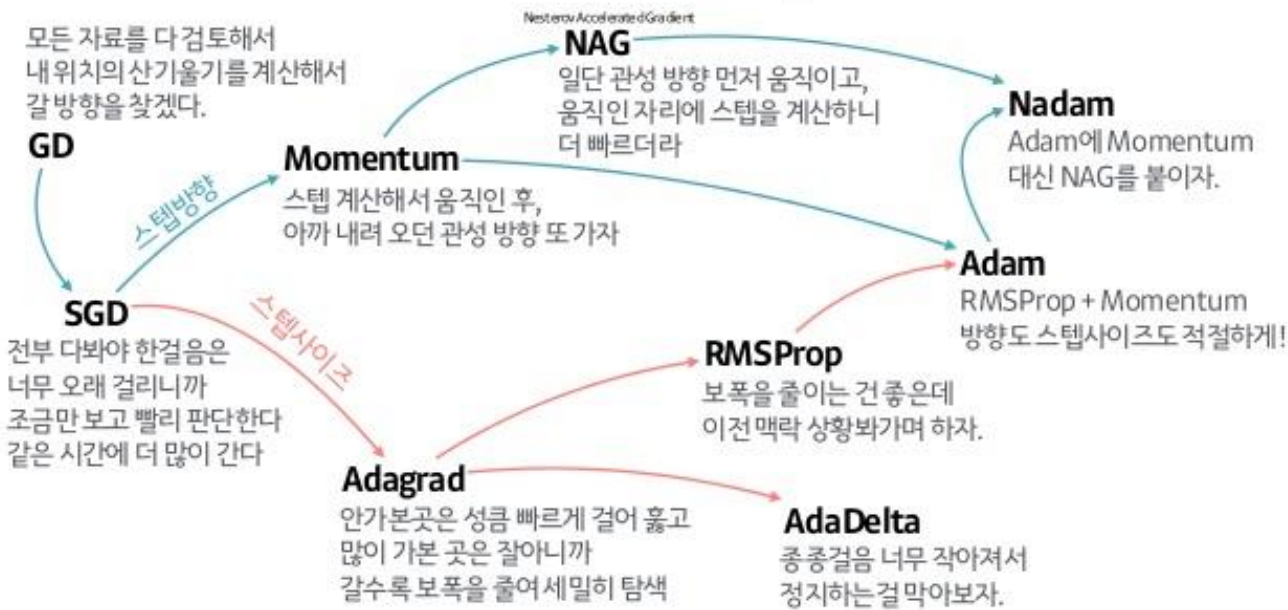 모든 자료를 다 검토해서
내 위치의 산기울기를 계산해서
갈 방향을 찾겠다.
GD
스텝방향
SGD
전부 다봐야 한걸음은
너무 오래 걸리니까
조금만 보고 빨리 판단한다
같은 시간에 더 많이 간다
Momentum
스텝 계산해서 움직인 후,
아까 내려 오던 관성 방향 또 가자
Nesterov Accelerated Gradient
NAG
일단 관성 방향 먼저 움직이고,
움직인 자리에 스텝을 계산하니
더 빠르더라
Nadam
Adam에 Momentum
대신 NAG를 붙이자.
Adam
RMSProp + Momentum
방향도 스텝사이즈도 적절하게!
스텝사이즈
RMSProp
보폭을 줄이는 건 좋은데
이전 맥락 상황봐가며 하자.
Adagrad
안가본곳은 성큼 빠르게 걸어 훑고
많이 가본 곳은 잘아니까
갈수록 보폭을 줄여 세밀히 탐색
AdaDelta
종종걸음 너무 작아져서
정지하는걸 막아보자.